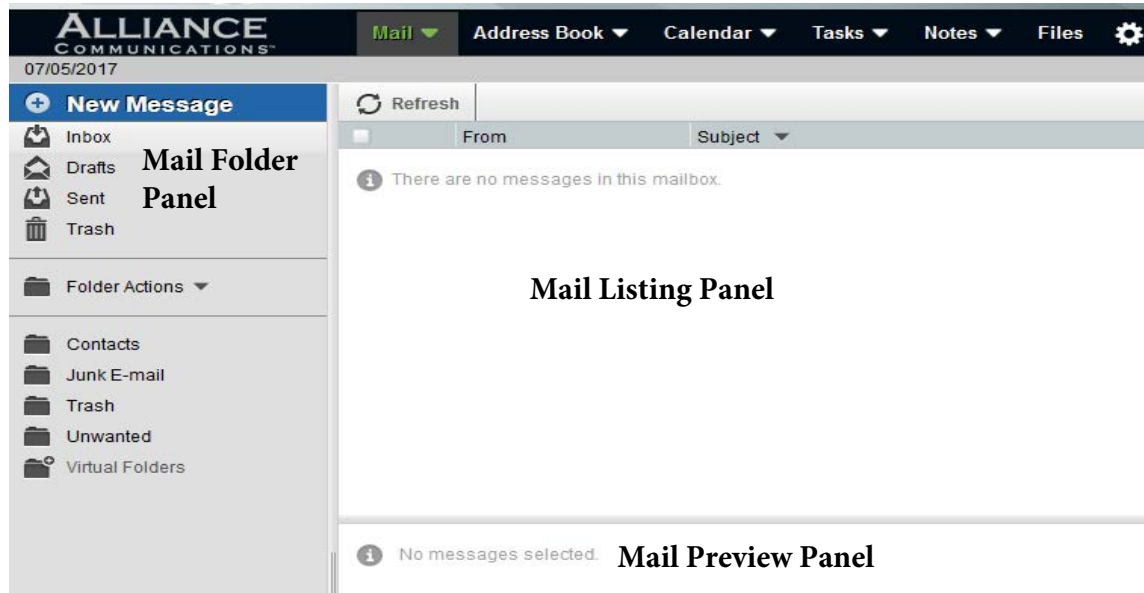 ALLIANCE
COMMUNICATIONS
Mail Address Book Calendar Tasks Notes Files
07/05/2017
New Message
Inbox
Drafts
Sent
Trash
Mail Folder
Panel
Folder Actions
Contacts
Junk E-mail
Trash
Unwanted
Virtual Folders
Refresh
From Subject
There are no messages in this mailbox.
Mail Listing Panel
No messages selected.
Mail Preview Panel